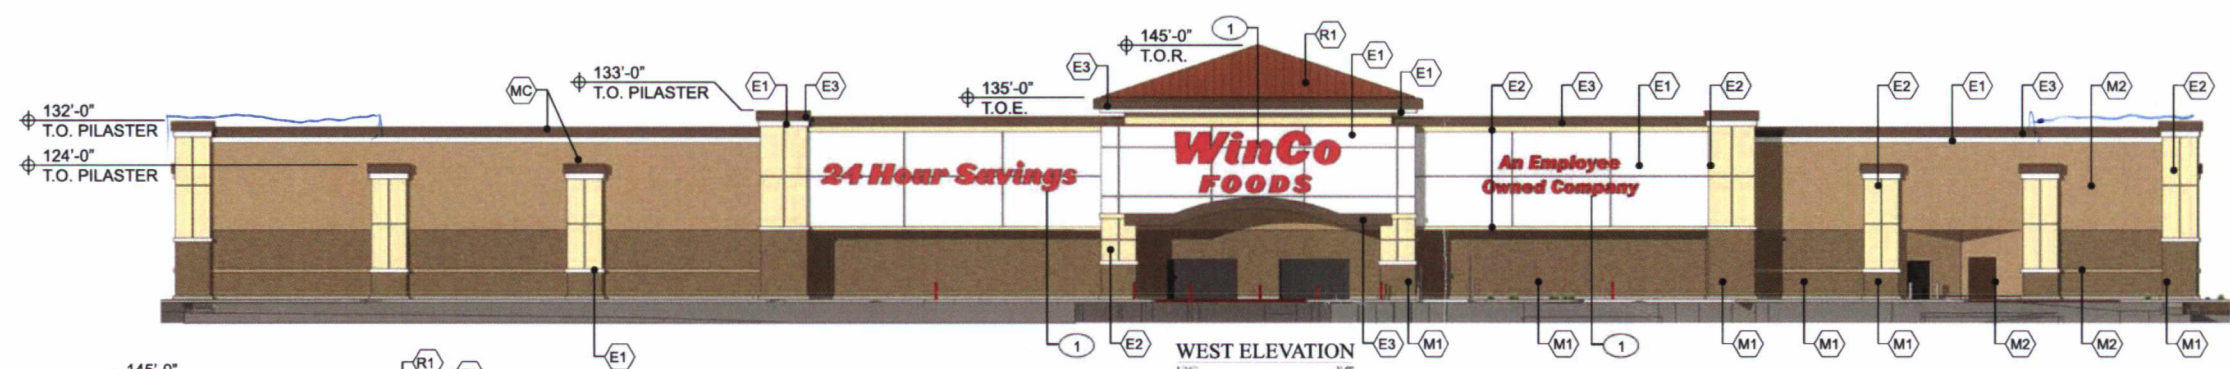 1
145'-0"
T.O.R.
R1
E1
E3
E1
133'-0"
T.O. PILASTER
MC
E1
E3
135'-0"
T.O.E.
E2
E3
E1
E2
E2
E1
E3
M2
E2
132'-0"
T.O. PILASTER
124'-0"
T.O. PILASTER
24 Hour Savings
WinCo
FOODS
An Employee
Owned Company
E1
1
E2
WEST ELEVATION
E3
M1
M1
1
M1
M1
M1
M2
M2
M1
145'-0"
R1